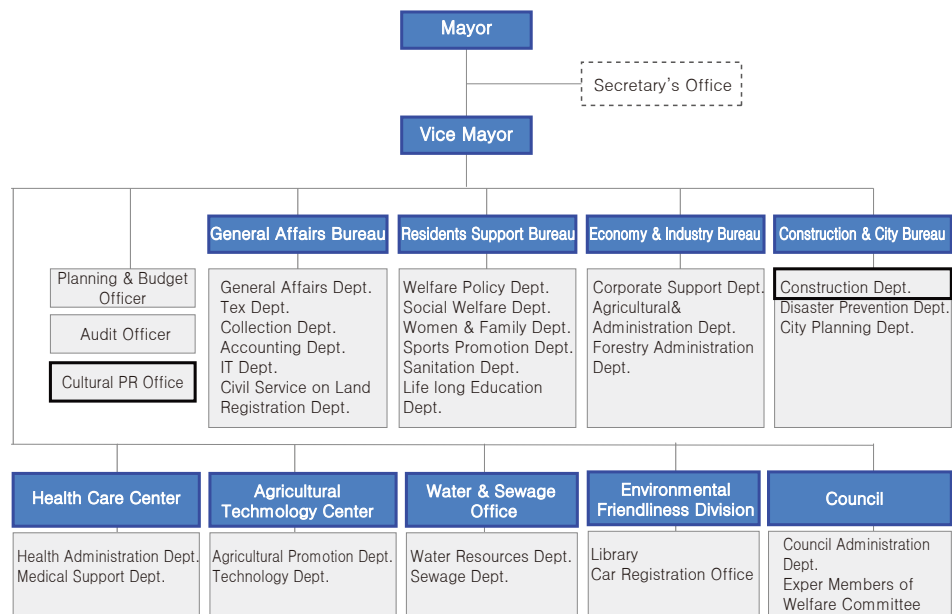 Mayor
Secretary's Office
Vice Mayor
General Affairs Bureau
Residents Support Bureau
Economy & Industry Bureau
Construction & City Bureau
Planning & Budget
Officer
Audit Officer
Cultural PR Office
General Affairs Dept.
Tex Dept.
Collection Dept.
Accounting Dept.
IT Dept.
Civil Service on Land
Registration Dept.
Welfare Policy Dept.
Social Welfare Dept.
Women & Family Dept.
Sports Promotion Dept.
Sanitation Dept.
Life long Education
Dept.
Corporate Support Dept.
Agricultural&
Administration Dept.
Forestry Administration
Dept.
Construction Dept.
Disaster Prevention Dept.
City Planning Dept.
Health Care Center
Agricultural
Techmology Center
Water & Sewage
Office
Environmental
Friendliness Division
Council
Health Administration Dept.
Medical Support Dept.
Agricultural Promotion Dept.
Technology Dept.
Water Resources Dept.
Sewage Dept.
Library
Car Registration Office
Council Administration
Dept.
Exper Members of
Welfare Committee